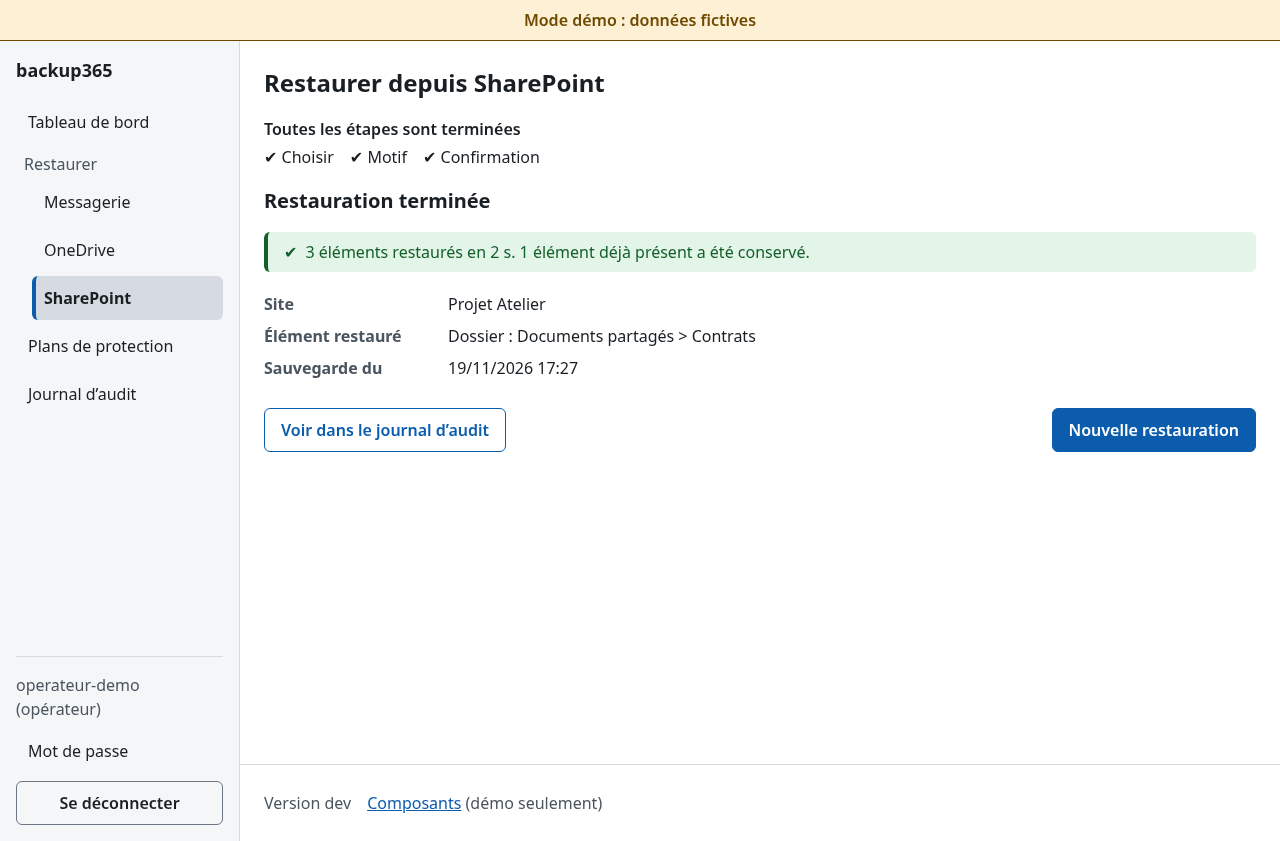 Mode démo : données fictives
backup365
Tableau de bord
Restaurer
Messagerie
OneDrive
SharePoint
Plans de protection
Journal d’audit
operateur-demo
(opérateur)
Mot de passe
Se déconnecter
Restaurer depuis SharePoint
Toutes les étapes sont terminées
✔ Choisir ✔ Motif ✔ Confirmation
Restauration terminée
✔ 3 éléments restaurés en 2 s. 1 élément déjà présent a été conservé.
Site Projet Atelier
Élément restauré Dossier : Documents partagés > Contrats
Sauvegarde du 19/11/2026 17:27
Voir dans le journal d’audit Nouvelle restauration
Version dev Composants (démo seulement)